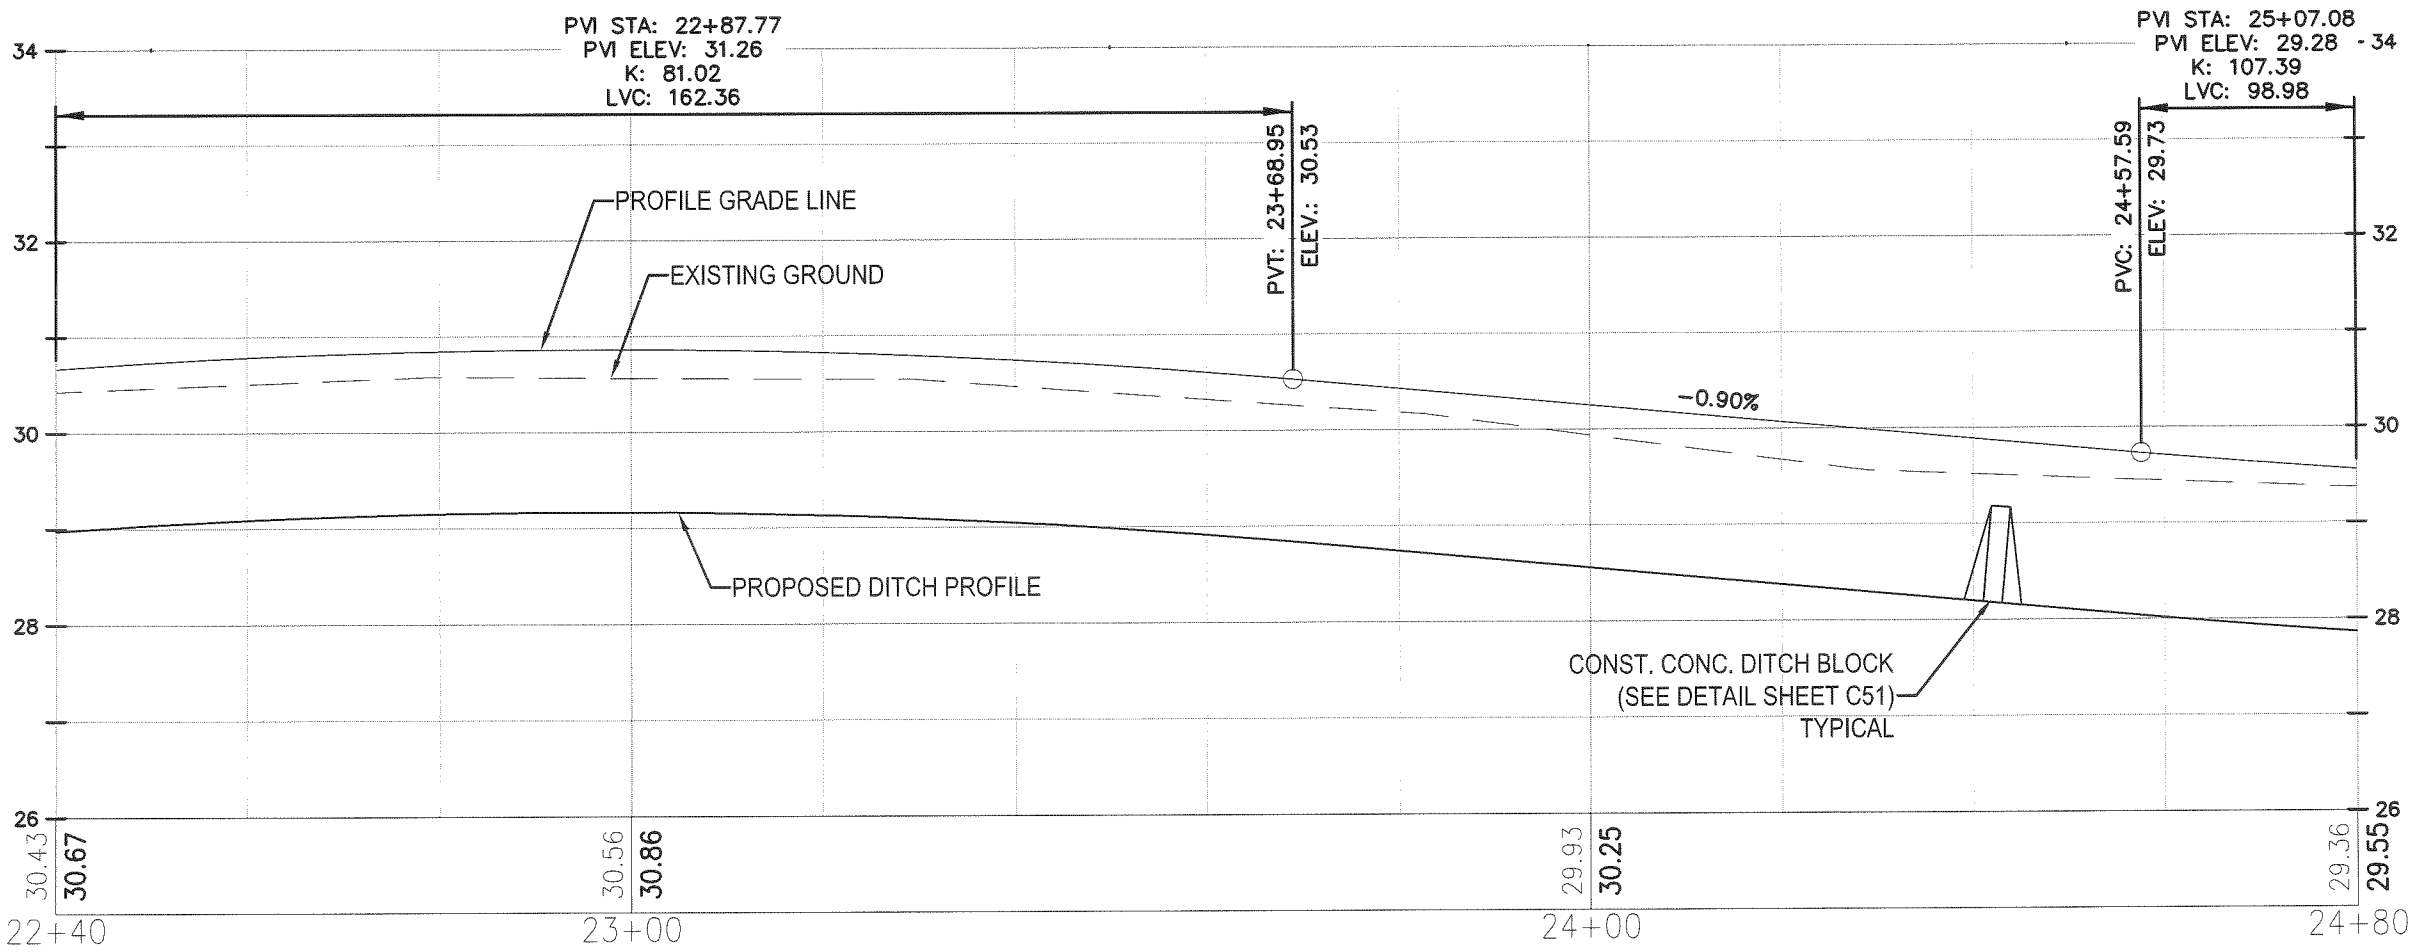 PVI STA: 22+87.77
PVI ELEV: 31.26
K: 81.02
LVC: 162.36
PVI STA: 25+07.08
PVI ELEV: 29.28
K: 107.39
LVC: 98.98
34
34
PVT: 23+68.95
ELEV.: 30.53
PVC: 24+57.59
ELEV: 29.73
PROFILE GRADE LINE
32
32
EXISTING GROUND
-0.90%
30
30
PROPOSED DITCH PROFILE
28
28
CONST. CONC. DITCH BLOCK
(SEE DETAIL SHEET C51)
TYPICAL
26
26
30.43
30.67
30.56
30.86
29.93
30.25
29.36
29.55
22+40
23+00
24+00
24+80